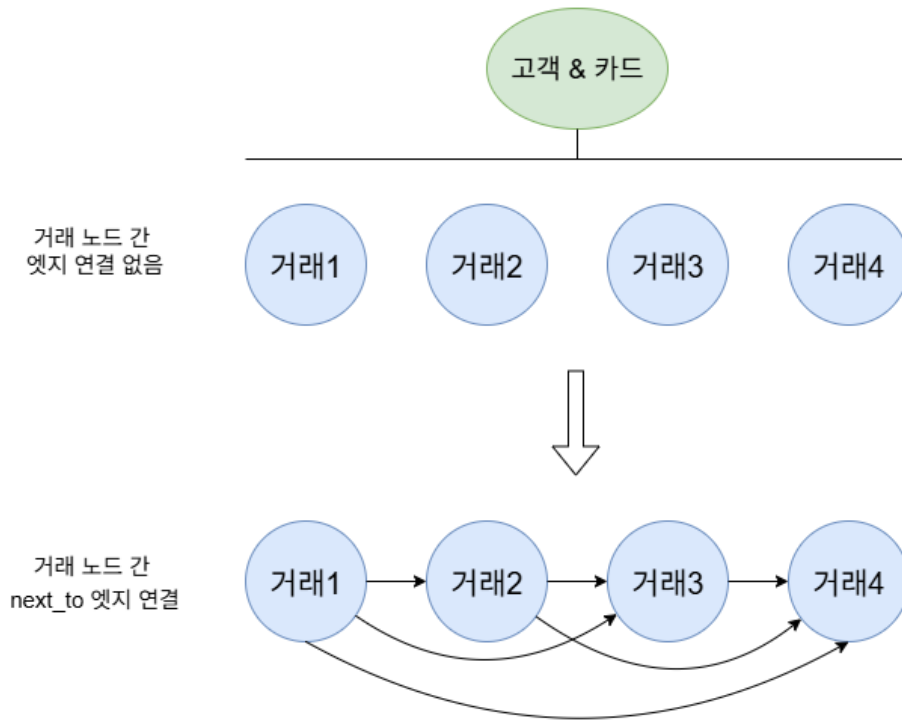 고객 & 카드
거래 노드 간
엣지 연결 없음
거래1
거래2
거래3
거래4
거래 노드 간
next_to 엣지 연결
거래1
거래2
거래3
거래4